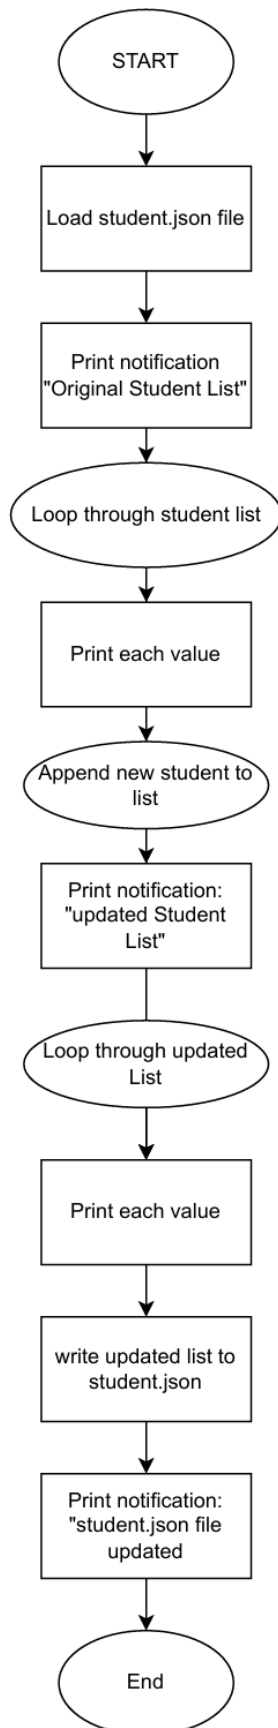 START
Load student.json file
Print notification
"Original Student List"
Loop through student list
Print each value
Append new student to
list
Print notification:
"updated Student
List"
Loop through updated
List
Print each value
write updated list to
student.json
Print notification:
"student.json file
updated
End